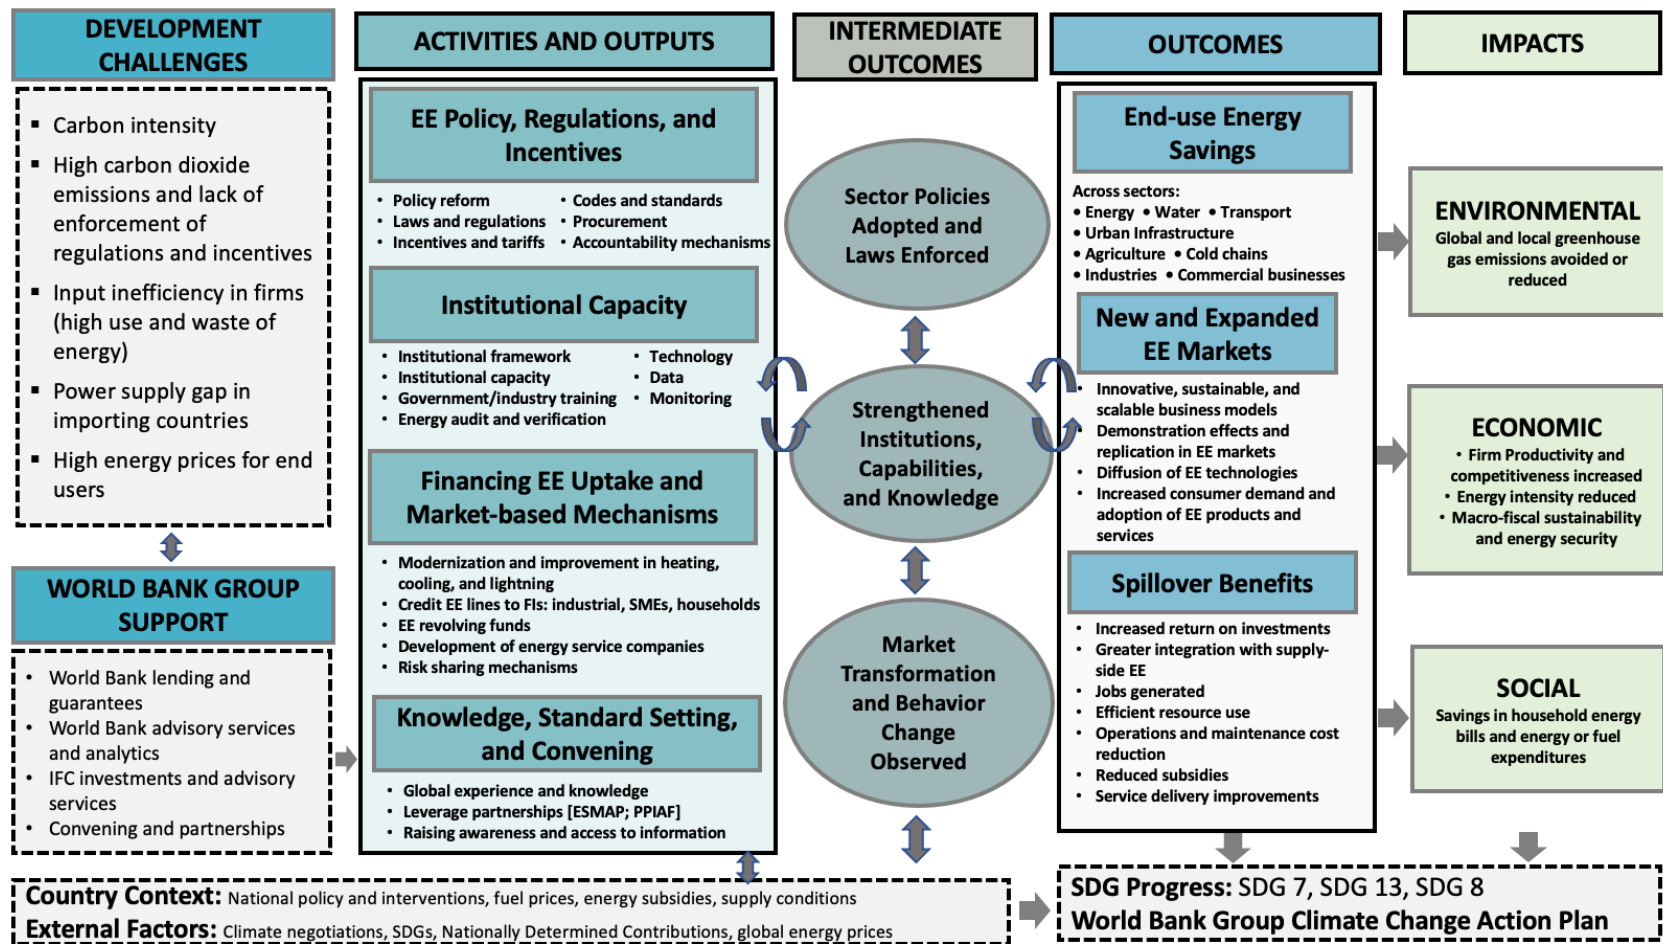 DEVELOPMENT
CHALLENGES
▪ Carbon intensity
▪ High carbon dioxide
emissions and lack of
enforcement of
regulations and incentives
▪ Input inefficiency in firms
(high use and waste of
energy)
▪ Power supply gap in
importing countries
▪ High energy prices for end
users
WORLD BANK GROUP
SUPPORT
• World Bank lending and
guarantees
• World Bank advisory services
and analytics
• IFC investments and advisory
services
• Convening and partnerships
ACTIVITIES AND OUTPUTS
EE Policy, Regulations, and
Incentives
• Policy reform
• Laws and regulations
• Incentives and tariffs
• Codes and standards
• Procurement
• Accountability mechanisms
Institutional Capacity
• Institutional framework
• Institutional capacity
• Government/industry training
• Energy audit and verification
• Technology
• Data
• Monitoring
Financing EE Uptake and
Market-based Mechanisms
• Modernization and improvement in heating,
cooling, and lightning
• Credit EE lines to FIs: industrial, SMEs, households
• EE revolving funds
• Development of energy service companies
• Risk sharing mechanisms
Knowledge, Standard Setting,
and Convening
• Global experience and knowledge
• Leverage partnerships [ESMAP; PPIAF]
• Raising awareness and access to information
INTERMEDIATE
OUTCOMES
Sector Policies
Adopted and
Laws Enforced
Strengthened
Institutions,
Capabilities,
and Knowledge
Market
Transformation
and Behavior
Change
Observed
OUTCOMES
End-use Energy
Savings
Across sectors:
• Energy • Water • Transport
• Urban Infrastructure
• Agriculture • Cold chains
• Industries • Commercial businesses
New and Expanded
EE Markets
• Innovative, sustainable, and
scalable business models
• Demonstration effects and
replication in EE markets
• Diffusion of EE technologies
• Increased consumer demand and
adoption of EE products and
services
Spillover Benefits
• Increased return on investments
• Greater integration with supply-
side EE
• Jobs generated
• Efficient resource use
• Operations and maintenance cost
reduction
• Reduced subsidies
• Service delivery improvements
IMPACTS
ENVIRONMENTAL
Global and local greenhouse
gas emissions avoided or
reduced
ECONOMIC
• Firm Productivity and
competitiveness increased
• Energy intensity reduced
• Macro-fiscal sustainability
and energy security
SOCIAL
Savings in household energy
bills and energy or fuel
expenditures
Country Context: National policy and interventions, fuel prices, energy subsidies, supply conditions
External Factors: Climate negotiations, SDGs, Nationally Determined Contributions, global energy prices
SDG Progress: SDG 7, SDG 13, SDG 8
World Bank Group Climate Change Action Plan